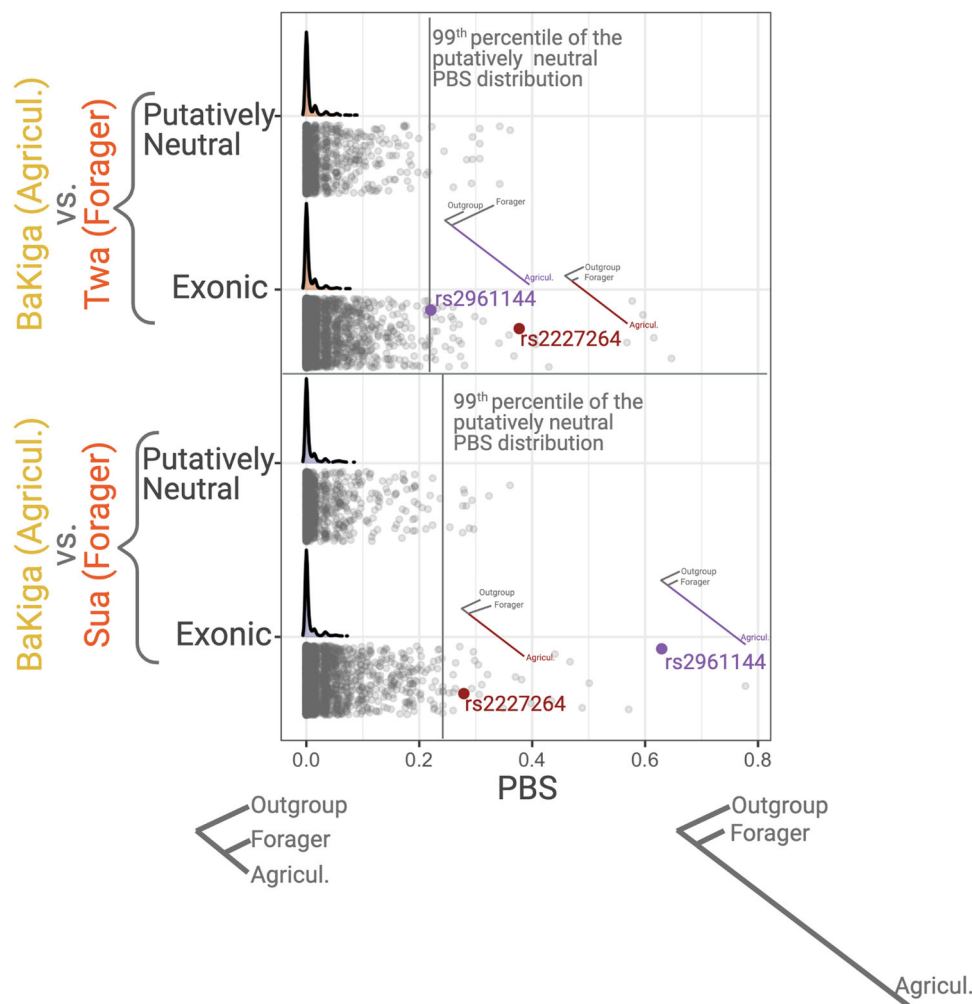 99th percentile of the
putatively neutral
PBS distribution
BaKiga (Agricul.)
vs.
Twa (Forager)
Putatively
Neutral
Outgroup
Forager
Agricul.
Exonic
rs2961144
Outgroup
Forager
Agricul.
rs2227264
99th percentile of the
putatively neutral
PBS distribution
BaKiga (Agricul.)
vs.
Sua (Forager)
Putatively
Neutral
Outgroup
Forager
Agricul.
Exonic
Outgroup
Forager
Agricul.
rs2961144
rs2227264
0.0 0.2 0.4 0.6 0.8
PBS
Outgroup
Forager
Agricul.
Outgroup
Forager
Agricul.